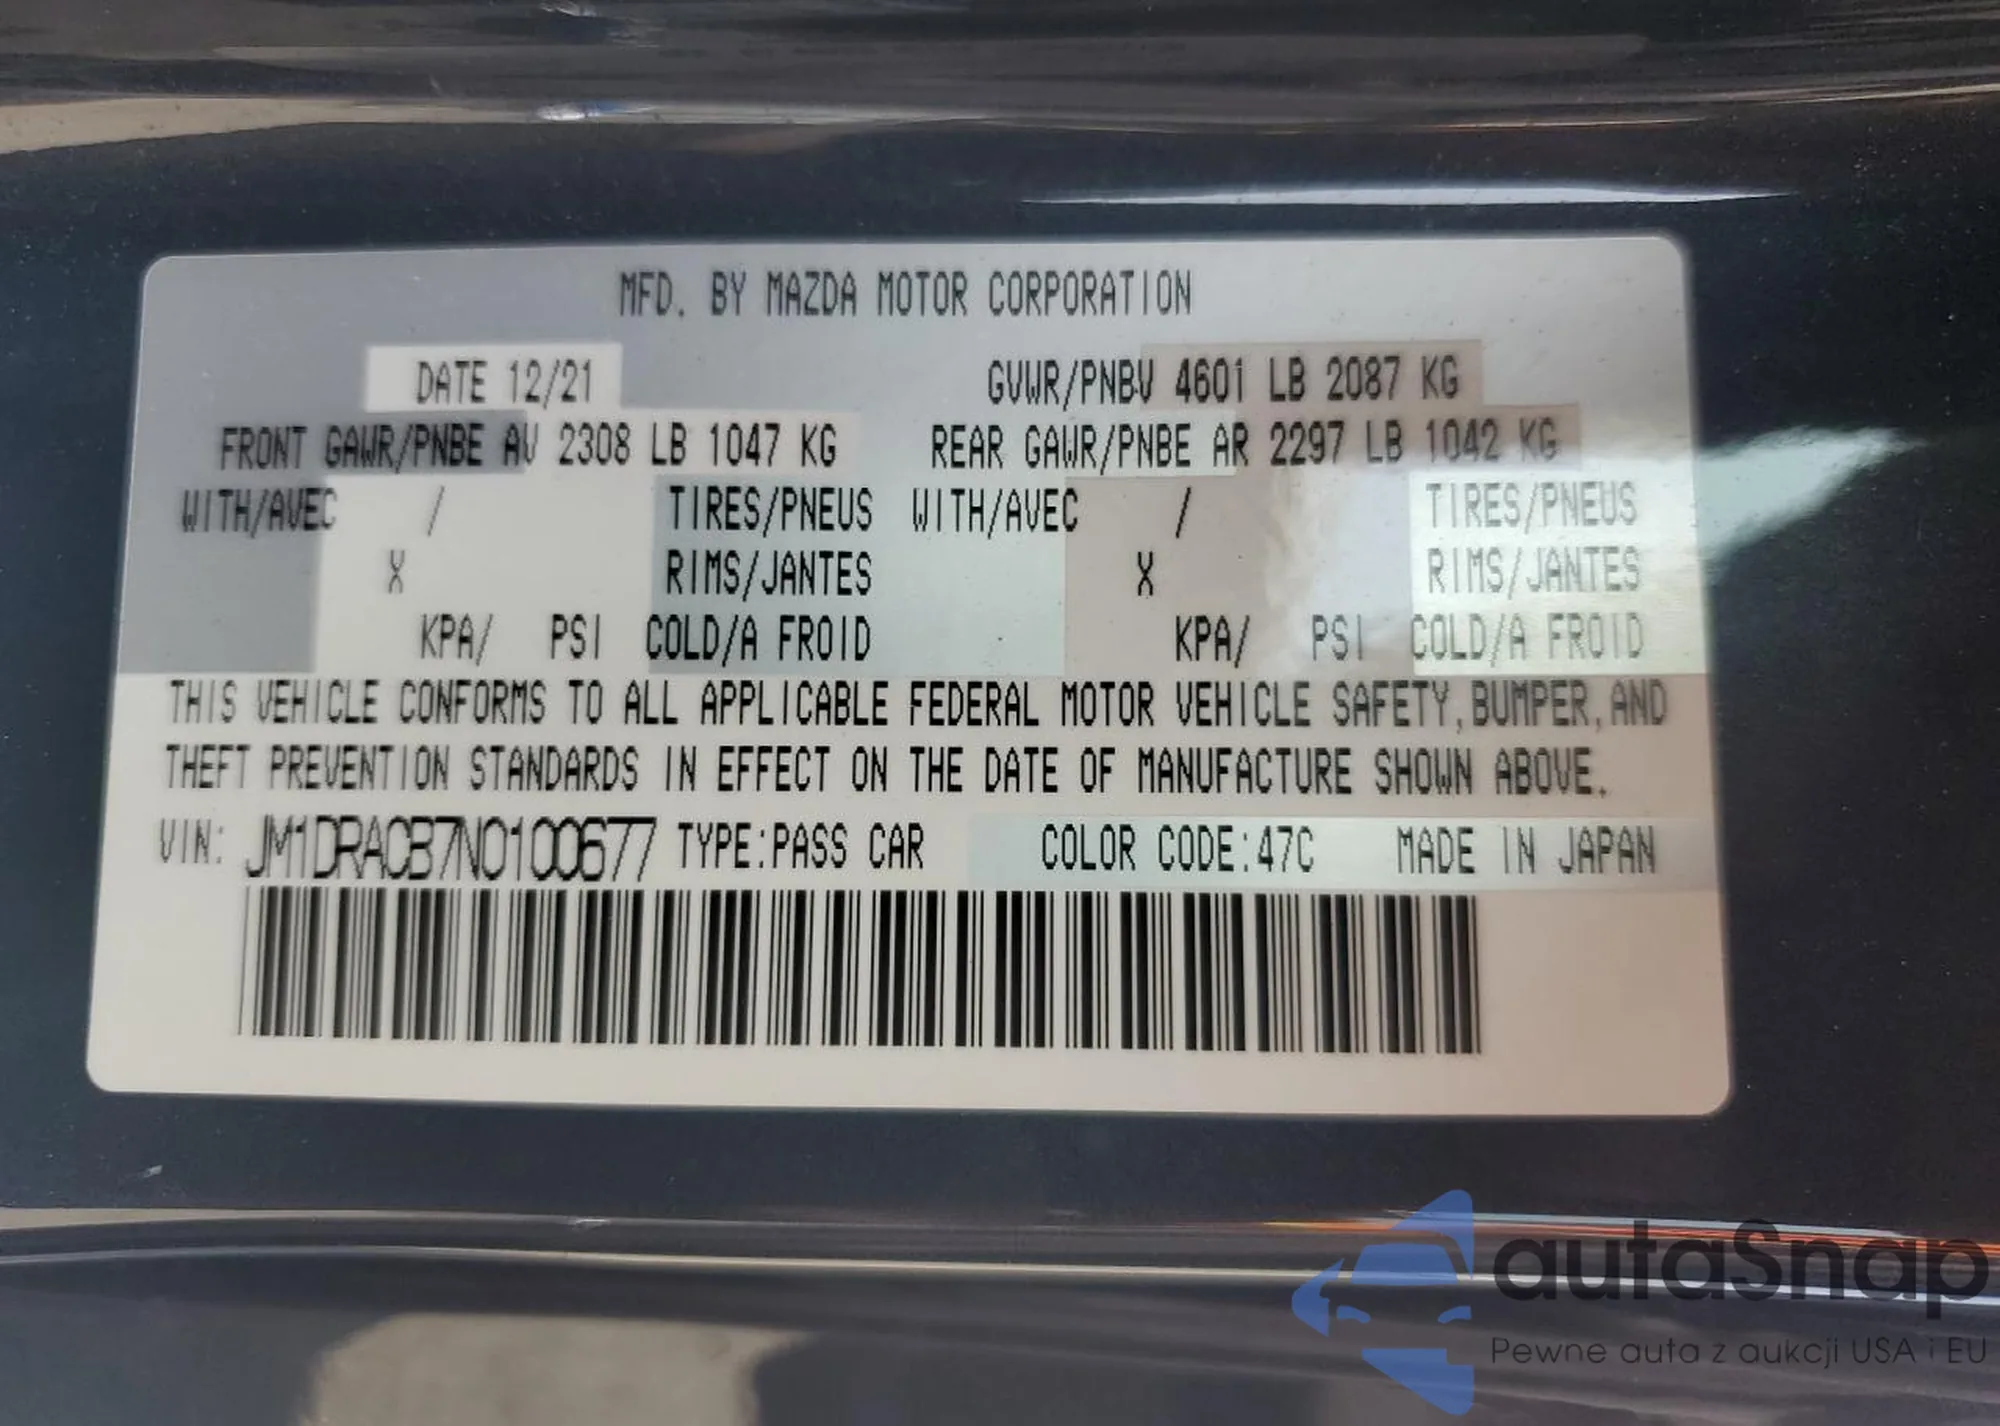 MFD. BY MAZDA MOTOR CORPORATION
DATE 12/21 GVWR/PNBV 4601 LB 2087 KG
FRONT GAWR/PNBE AV 2308 LB 1047 KG REAR GAWR/PNBE AR 2297 LB 1042 KG
WITH/AVEC / TIRES/PNEUS WITH/AVEC / TIRES/PNEUS
X RIMS/JANTES X RIMS/JANTES
KPA/ PSI COLD/A FROID KPA/ PSI COLD/A FROID
THIS VEHICLE CONFORMS TO ALL APPLICABLE FEDERAL MOTOR VEHICLE SAFETY, BUMPER, AND
THEFT PREVENTION STANDARDS IN EFFECT ON THE DATE OF MANUFACTURE SHOWN ABOVE.
VIN: JM1DRACB7N0100677 TYPE:PASS CAR COLOR CODE:47C MADE IN JAPAN
autaSnap
Pewne auta z aukcji USA i EU